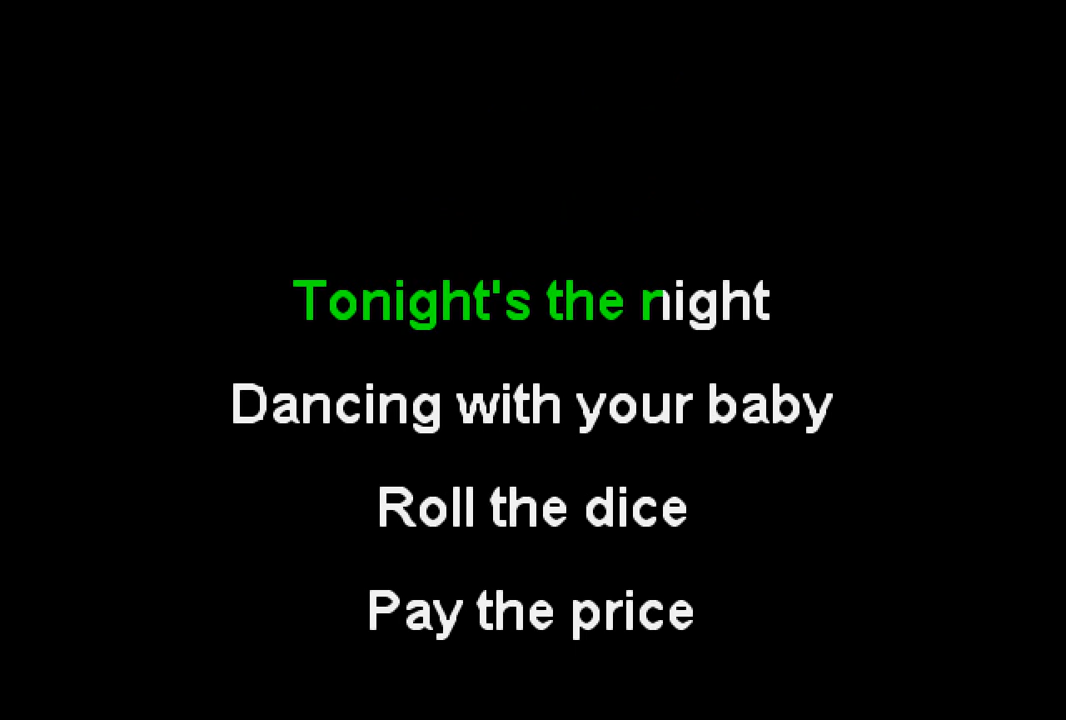 Tonight's the night
Dancing with your baby
Roll the dice
Pay the price